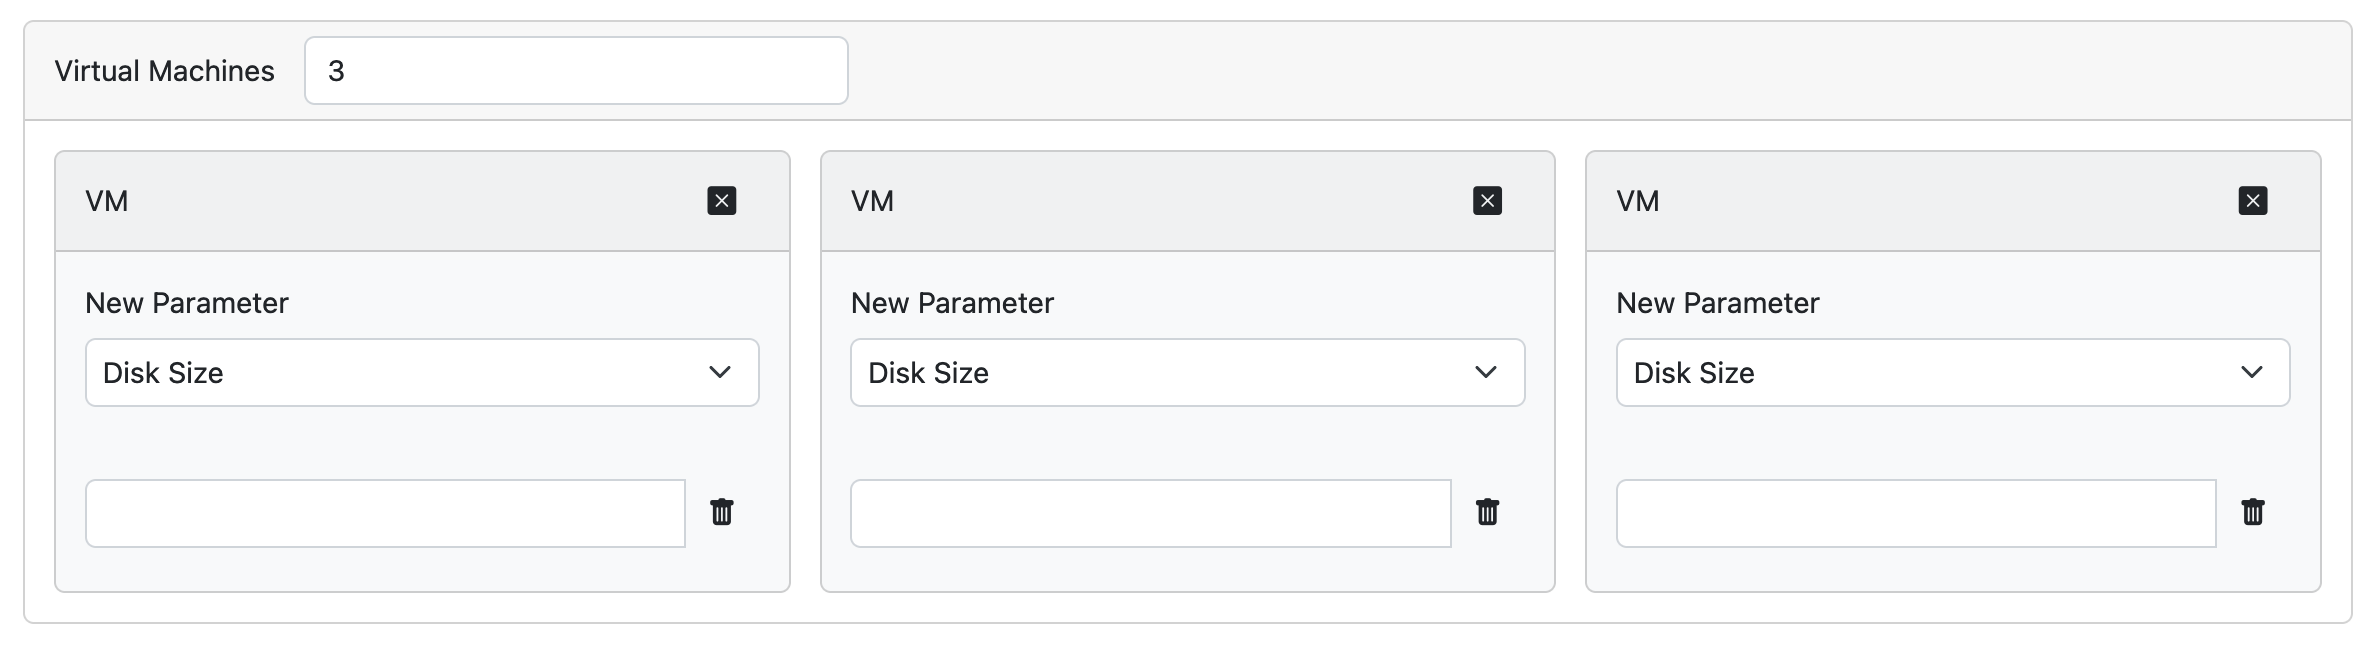 Virtual Machines 3
VM VM VM
New Parameter New Parameter New Parameter
Disk Size Disk Size Disk Size